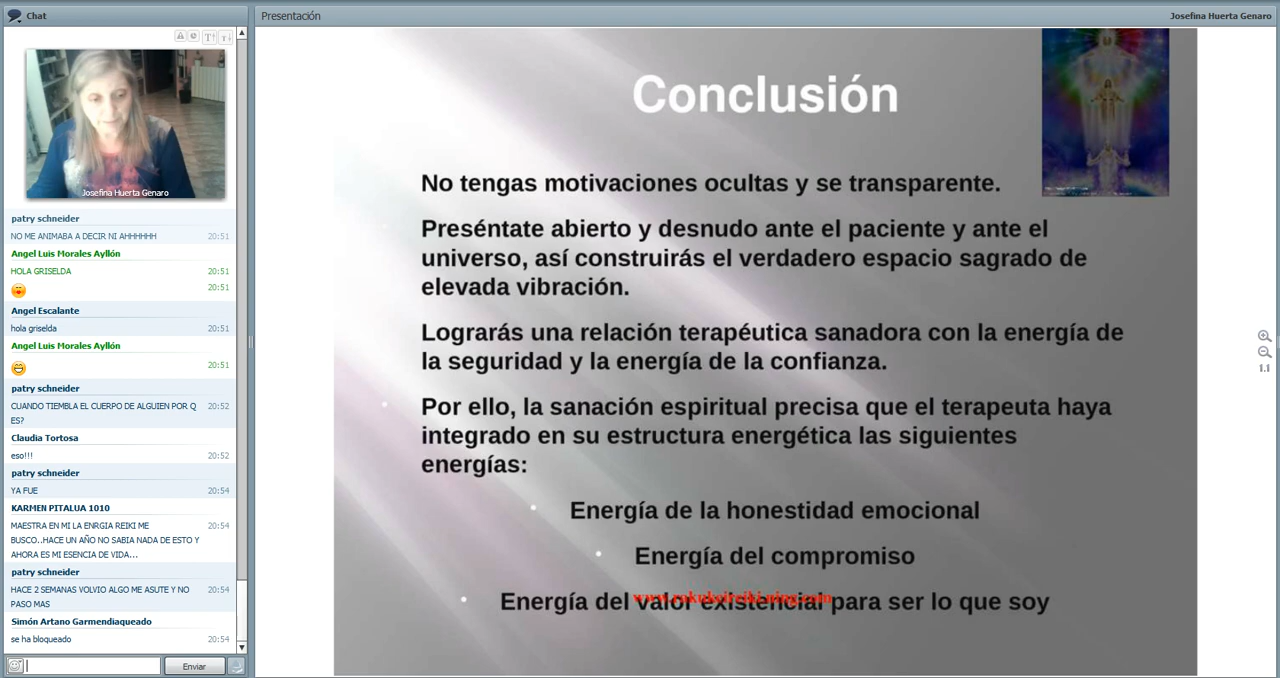 Chat
Josefina Huerta Genaro
patry schneider
NO ME ANIMABA A DECIR NI AHHHHHH 20:51
Angel Luis Morales Ayllón
HOLA GRISELDA 20:51
20:51
Angel Escalante
hola griselda 20:51
Angel Luis Morales Ayllón
20:51
patry schneider
CUANDO TIEMBLA EL CUERPO DE ALGUIEN POR Q 20:52
ES?
Claudia Tortosa
eso!!! 20:52
patry schneider
YA FUE 20:54
KARMEN PITALUA 1010
MAESTRA EN MI LA ENRGIA REIKI ME 20:54
BUSCO..HACE UN AÑO NO SABIA NADA DE ESTO Y
AHORA ES MI ESENCIA DE VIDA...
patry schneider
HACE 2 SEMANAS VOLVIO ALGO ME ASUTE Y NO 20:54
PASO MAS
Simón Artano Garmendiaqueado
se ha bloqueado 20:54
Enviar
Presentación
Josefina Huerta Genaro
Conclusión
No tengas motivaciones ocultas y se transparente.
Preséntate abierto y desnudo ante el paciente y ante el
universo, así construirás el verdadero espacio sagrado de
elevada vibración.
Lograrás una relación terapéutica sanadora con la energía de
la seguridad y la energía de la confianza.
Por ello, la sanación espiritual precisa que el terapeuta haya
integrado en su estructura energética las siguientes
energías:
Energía de la honestidad emocional
Energía del compromiso
Energía del valor existencial para ser lo que soy
1.1